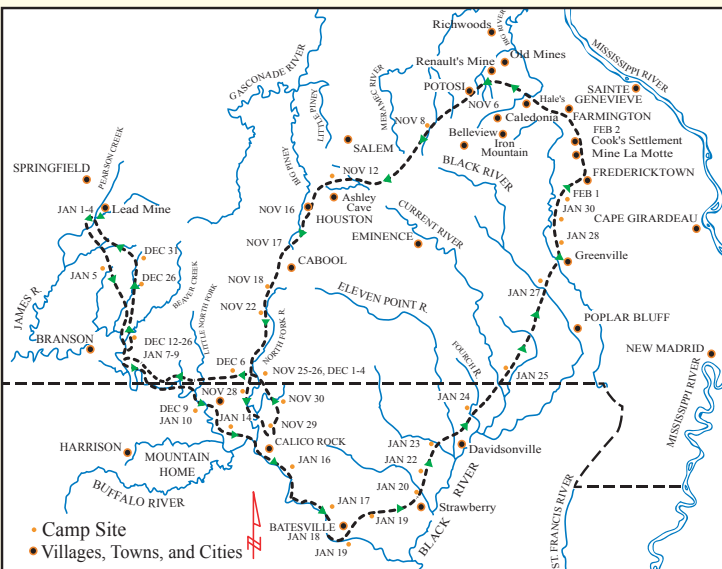 Richwoods
BIG RIVER
MISSISSIPPI RIVER
Renault's Mine
Old Mines
GASCONADE RIVER
POTOSI
Hale's
SAINTE
GENEVIEVE
NOV 6
MERAMEC RIVER
LITTLE PINEY
NOV 8
Caledonia
FARMINGTON
FEB 2
Belleview
Iron
Mountain
Cook's Settlement
Mine La Motte
SALEM
PEARSON CREEK
SPRINGFIELD
BIG PINEY
NOV 12
BLACK RIVER
FREDERICKTOWN
FEB 1
Ashley
Cave
JAN 1-4
Lead Mine
NOV 16
HOUSTON
CURRENT RIVER
JAN 30
CAPE GIRARDEAU
JAN 28
NOV 17
EMINENCE
DEC 31
CABOOL
Greenville
JAN 5
DEC 26
NOV 18
JAN 27
JAMES R.
BEAVER CREEK
LITTLE NORTH FORK
ELEVEN POINT R.
NOV 22
NORTH FORK R.
POPLAR BLUFF
BRANSON
DEC 12-26
JAN 7-9
FOURCH R.
NEW MADRID
DEC 6
NOV 25-26, DEC 1-4
JAN 25
NOV 28
NOV 30
DEC 9
JAN 10
JAN 14
NOV 29
JAN 24
MISSISSIPPI RIVER
CALICO ROCK
JAN 23
Davidsonville
HARRISON
MOUNTAIN
HOME
JAN 16
JAN 22
BUFFALO RIVER
JAN 20
BLACK RIVER
JAN 17
Strawberry
ST. FRANCIS RIVER
BATESVILLE
JAN 19
JAN 18
JAN 19
Camp Site
Villages, Towns, and Cities